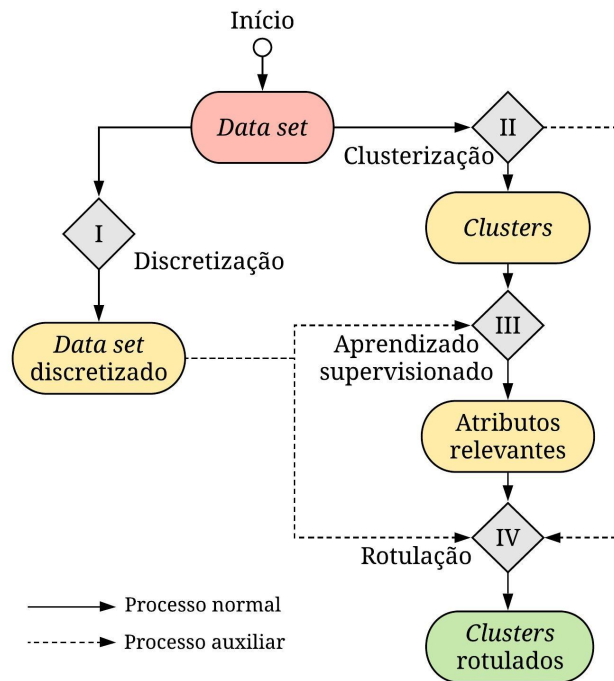 Início
Data set
II
Clusterização
I
Discretização
Clusters
III
Data set
discretizado
Aprendizado
supervisionado
Atributos
relevantes
IV
Rotulação
Processo normal
Processo auxiliar
Clusters
rotulados